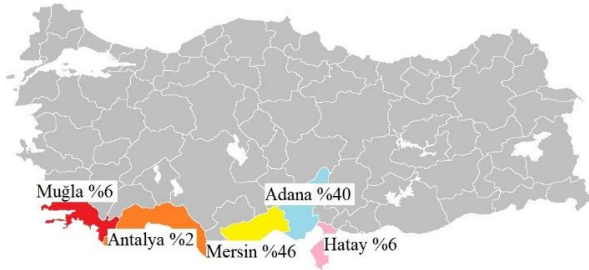 Muğla %6
Adana %40
Antalya %2
Mersin %46
Hatay %6